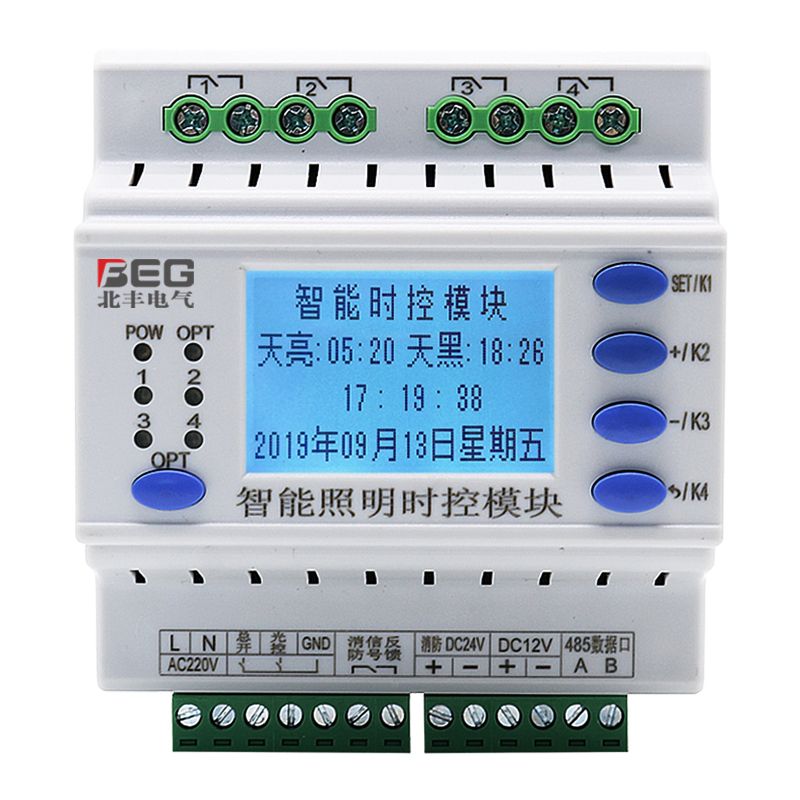 1 2 3 4
BEG
北丰电气
SET/K1
智能时控模块
天亮:05:20 天黑:18:26
17:19:38
2019年09月13日星期五
POW OPT
1 2
3 4
OPT
+/K2
-/K3
↰/K4
智能照明时控模块
L N 总开 光控 GND 消信反 消防 DC24V DC12V 485数据口
AC220V 防号馈 + - + - A B